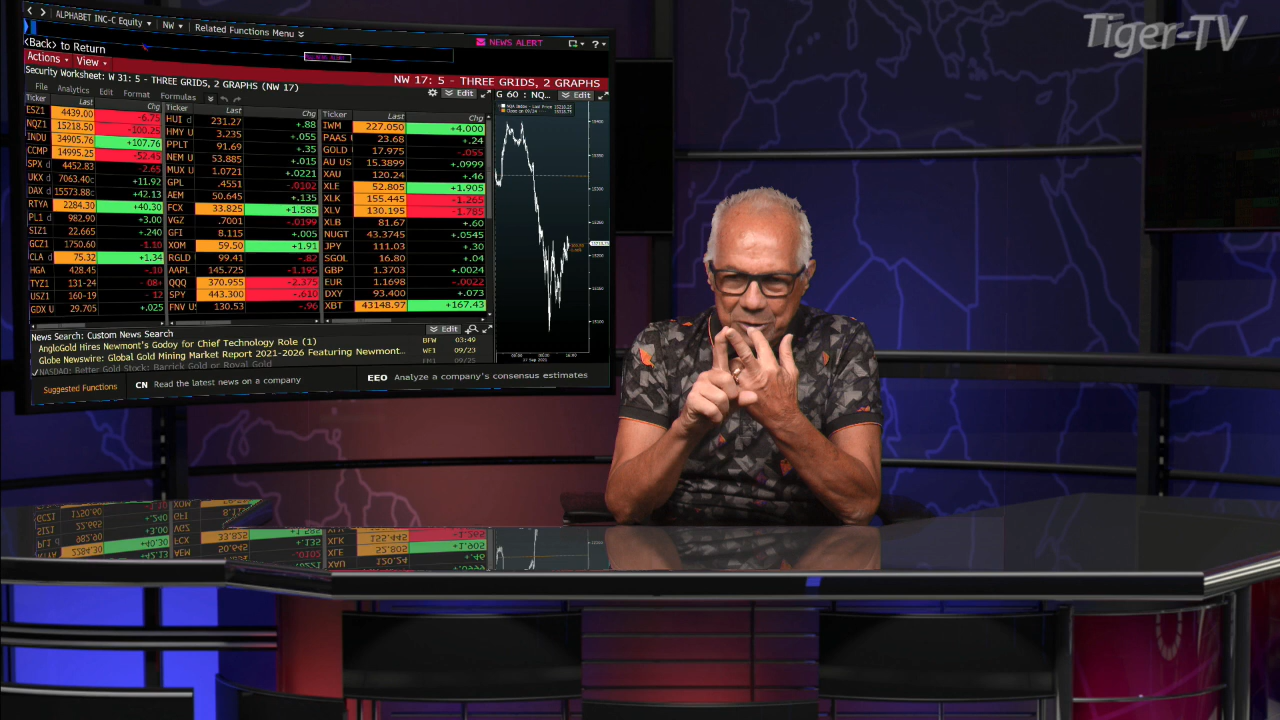 Tiger-TV
ALPHABET INC-C Equity NW Related Functions Menu
NEWS ALERT
<Back> to Return
Actions View NW 17: 5 - THREE GRIDS, 2 GRAPHS
Security Worksheet: W 31: 5 - THREE GRIDS, 2 GRAPHS (NW 17)
File Analytics Edit Format Formulas Edit G 60 : NQ... Edit
Ticker Last Chg Ticker Last Chg Ticker Last Chg
ESZ1 4439.00 -6.75 HUI d 231.27 +.88 IWM 227.050 +4.000
NQZ1 15218.50 -100.25 HMY U 3.235 +.055 PAAS 23.68 +.24
INDU 34905.76 +107.76 PPLT 91.69 +.35 GOLD 17.975 -.055
CCMP 14995.25 -52.45 NEM U 53.885 +.015 AU US 15.3899 +.0999
SPX d 4452.83 -2.65 MUX U 1.0721 +.0221 XAU 120.24 +.46
UKX d 7063.40 +11.92 GPL .4551 -.0102 XLE 52.805 +1.905
DAX d 15573.88 +42.13 AEM 50.645 +.135 XLK 155.445 -1.265
RTYA 2284.30 +40.30 FCX 33.825 +1.585 XLV 130.195 -1.785
PL1 d 982.90 +3.00 VGZ .7001 -.0199 XLB 81.67 +.60
SIZ1 22.665 +.240 GFI 8.115 +.005 NUGT 43.3745 +.0545
GCZ1 1750.60 -1.10 XOM 59.50 +1.91 JPY 111.03 +.30
CLA d 75.32 +1.34 RGLD 99.41 -.82 SGOL 16.80 +.04
HGA 428.45 -.10 AAPL 145.725 -1.195 GBP 1.3703 +.0024
TYZ1 131-24 - 08+ QQQ 370.955 -2.375 EUR 1.1698 -.0022
USZ1 160-19 - 12 SPY 443.300 -.610 DXY 93.400 +.073
GDX U 29.705 +.025 FNV U 130.53 -.96 XBT 43148.97 +167.43
News Search: Custom News Search Edit
AngloGold Hires Newmont's Godoy for Chief Technology Role (1) BFW 03:49
Globe Newswire: Global Gold Mining Market Report 2021-2026 Featuring Newmont... WE1 09/23
NASDAQ: Better Gold Stock: Barrick Gold or Royal Gold
Suggested Functions CN Read the latest news on a company EEO Analyze a company's consensus estimates